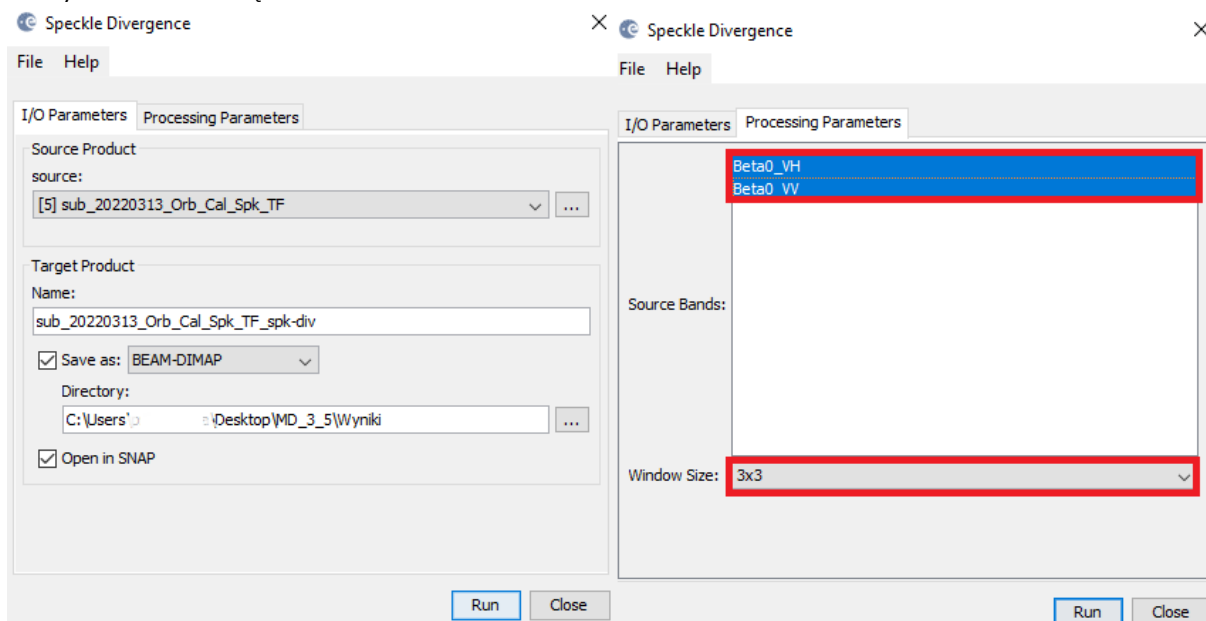 Speckle Divergence
File Help
I/O Parameters Processing Parameters
Source Product
source:
[5] sub_20220313_Orb_Cal_Spk_TF
...
Target Product
Name:
sub_20220313_Orb_Cal_Spk_TF_spk-div
Save as: BEAM-DIMAP
Directory:
C:\Users\ \Desktop\MD_3_5\Wyniki
...
Open in SNAP
Run Close
Speckle Divergence
File Help
I/O Parameters Processing Parameters
Beta0_VH
Beta0_VV
Source Bands:
Window Size: 3x3
Run Close